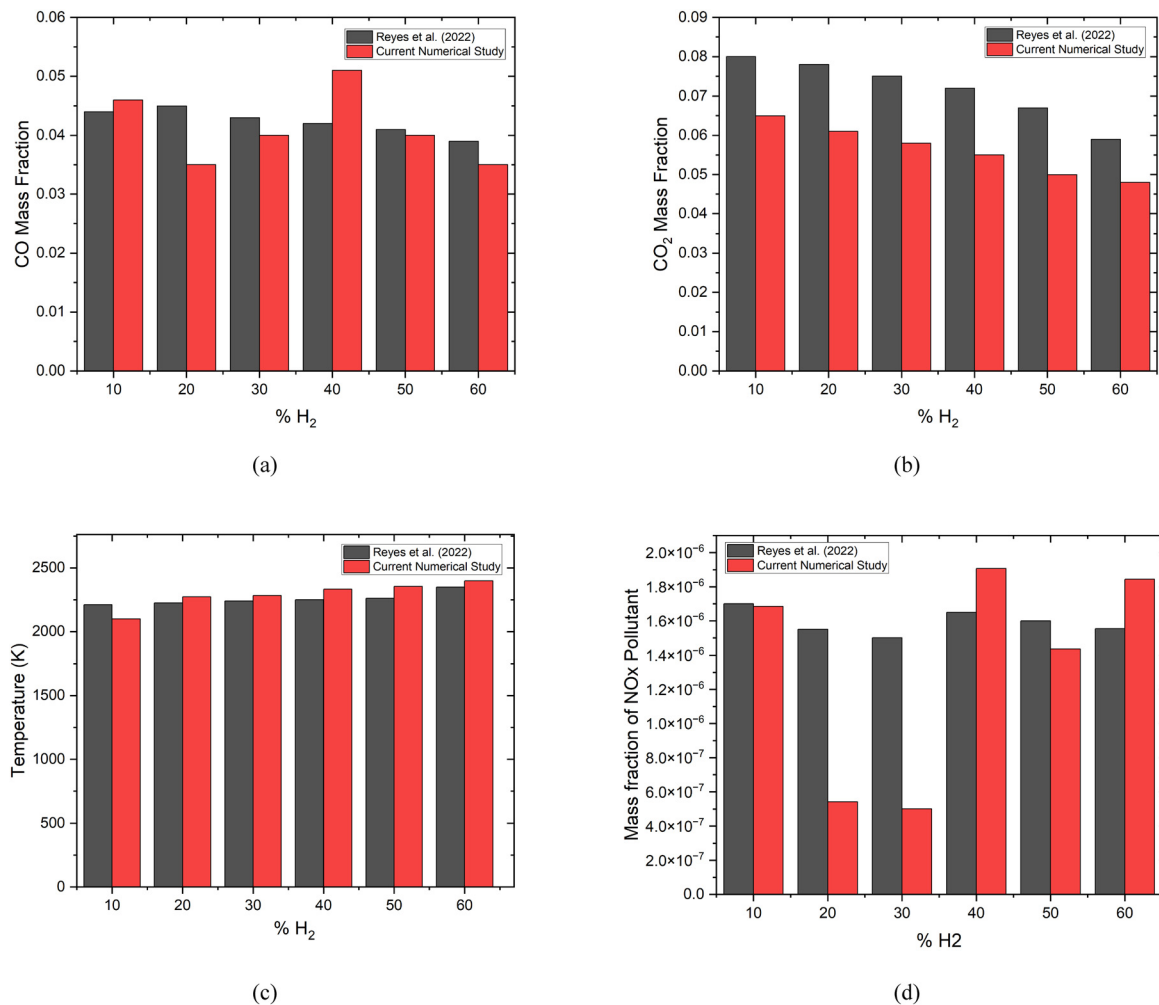 Reyes et al. (2022)
Current Numerical Study
CO Mass Fraction
0.06
0.05
0.04
0.03
0.02
0.01
0.00
10 20 30 40 50 60
% H₂
(a)
Reyes et al. (2022)
Current Numerical Study
CO₂ Mass Fraction
0.09
0.08
0.07
0.06
0.05
0.04
0.03
0.02
0.01
0.00
10 20 30 40 50 60
% H₂
(b)
Reyes et al. (2022)
Current Numerical Study
Temperature (K)
2500
2000
1500
1000
500
0
10 20 30 40 50 60
% H₂
(c)
Reyes et al. (2022)
Current Numerical Study
Mass fraction of NOx Pollutant
2.0×10⁻⁶
1.8×10⁻⁶
1.6×10⁻⁶
1.4×10⁻⁶
1.2×10⁻⁶
1.0×10⁻⁶
8.0×10⁻⁷
6.0×10⁻⁷
4.0×10⁻⁷
2.0×10⁻⁷
0.0
10 20 30 40 50 60
% H2
(d)